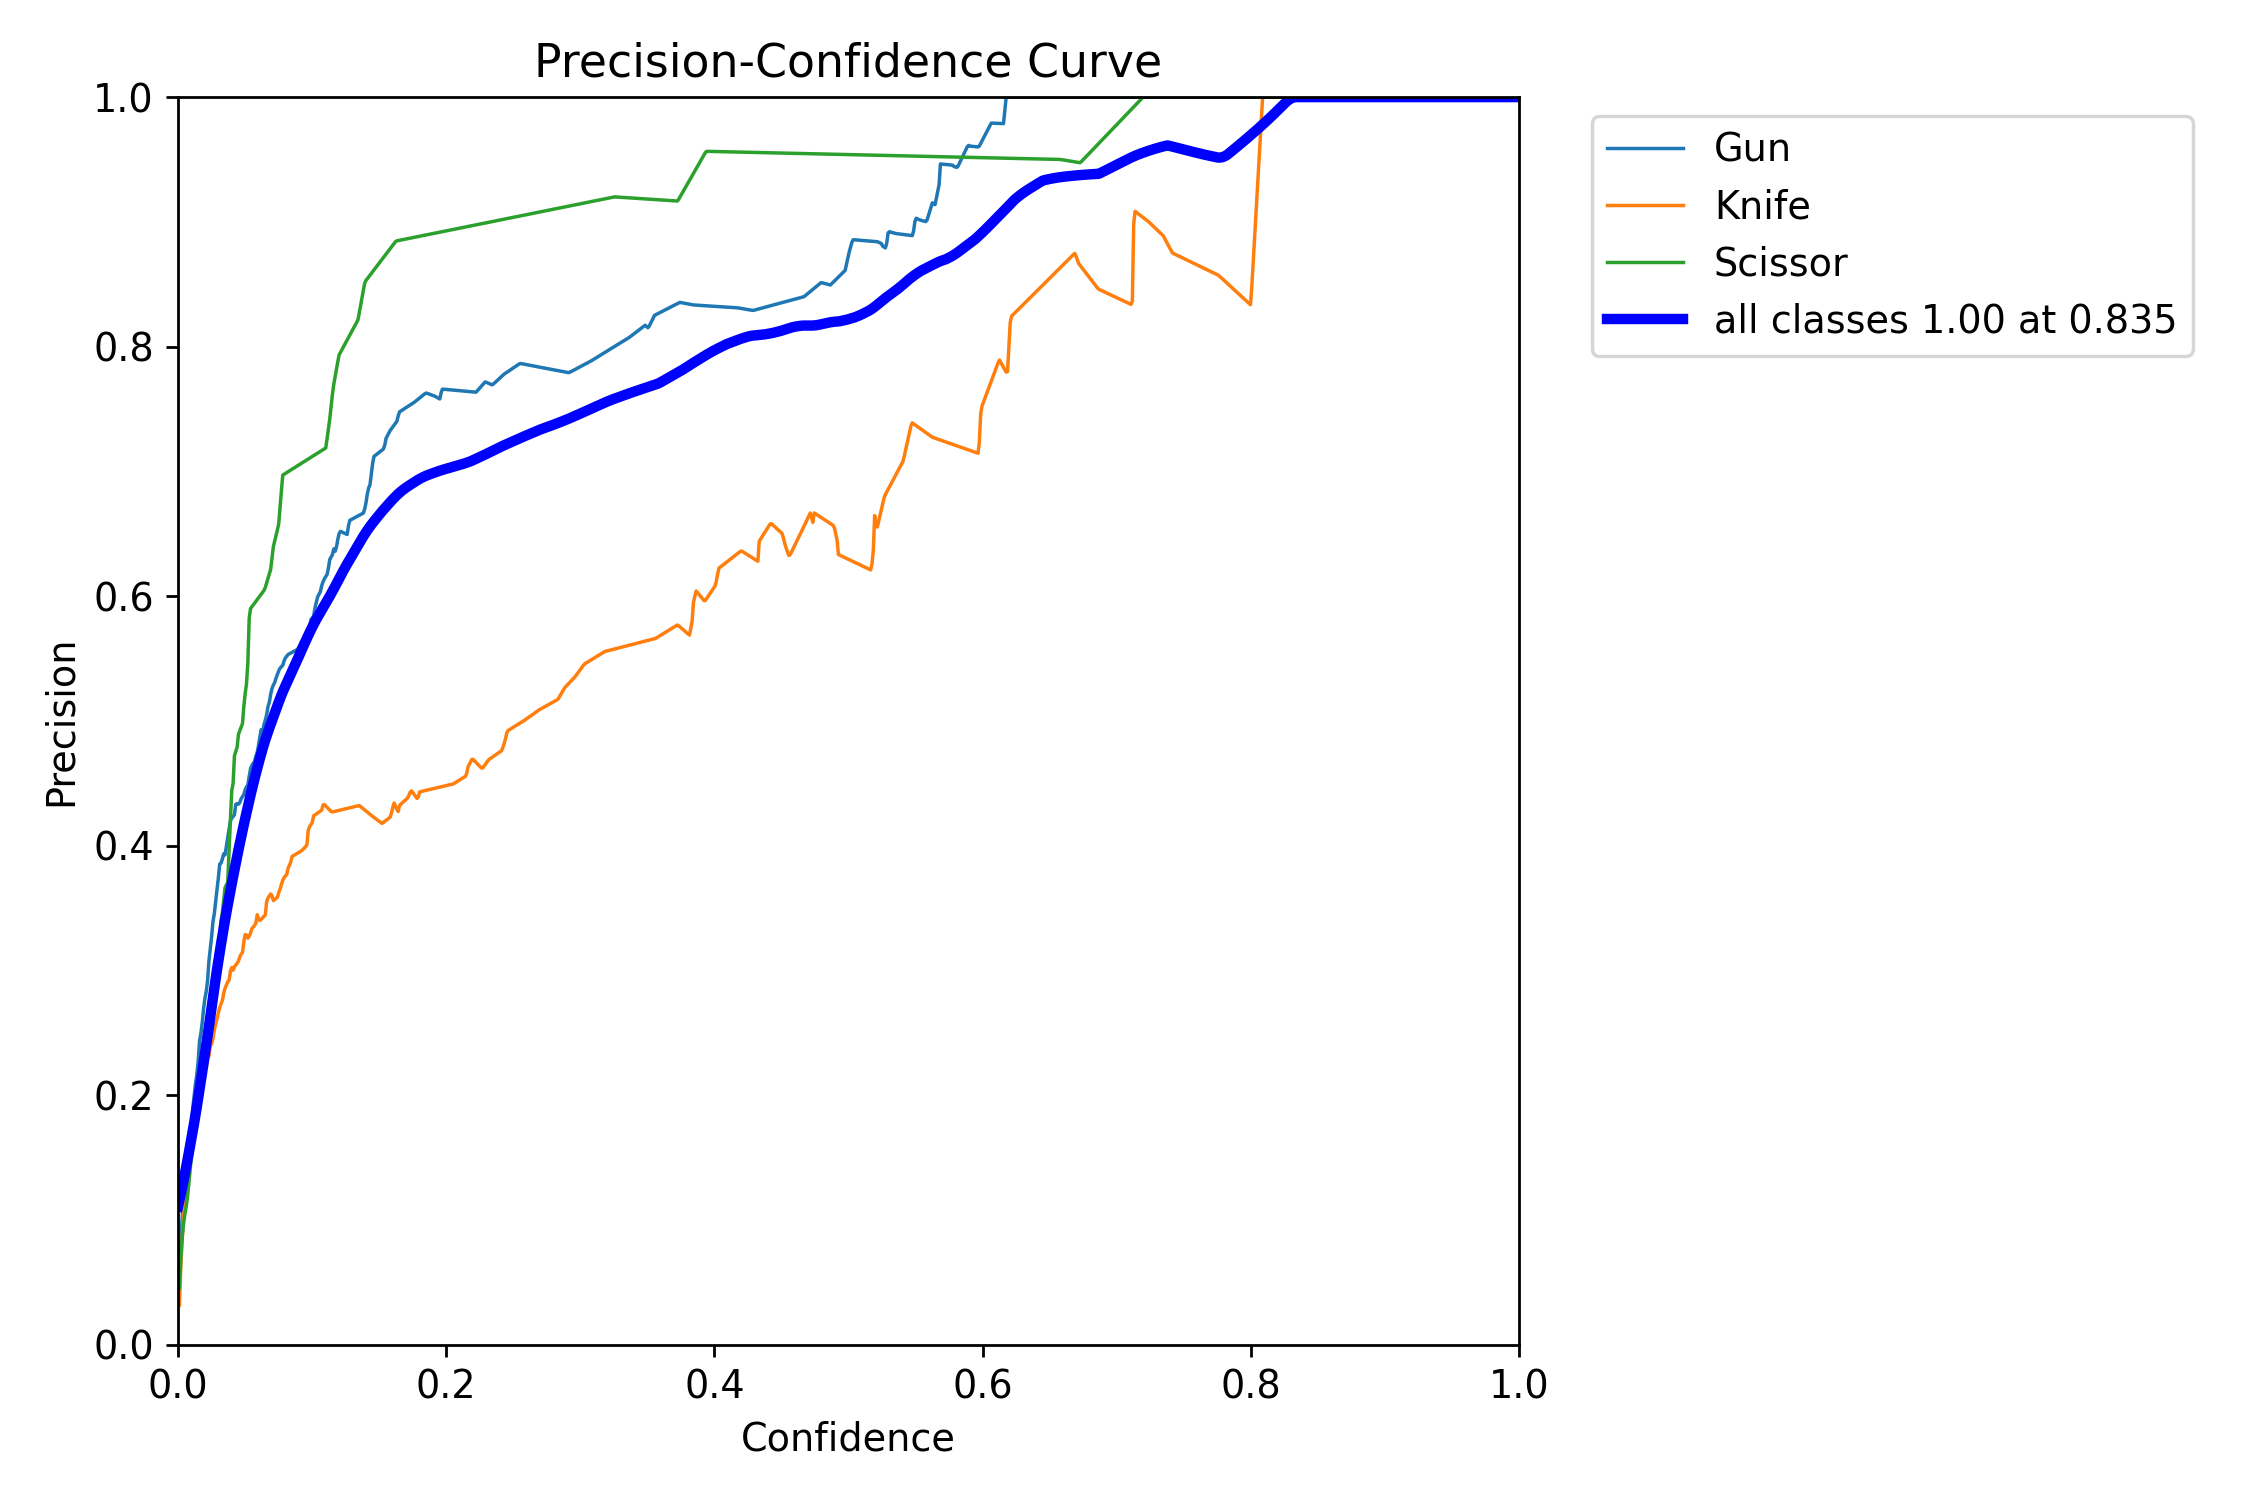 Precision-Confidence Curve
1.0
0.8
0.6
0.4
0.2
0.0
Precision
0.0 0.2 0.4 0.6 0.8 1.0
Confidence
Gun
Knife
Scissor
all classes 1.00 at 0.835